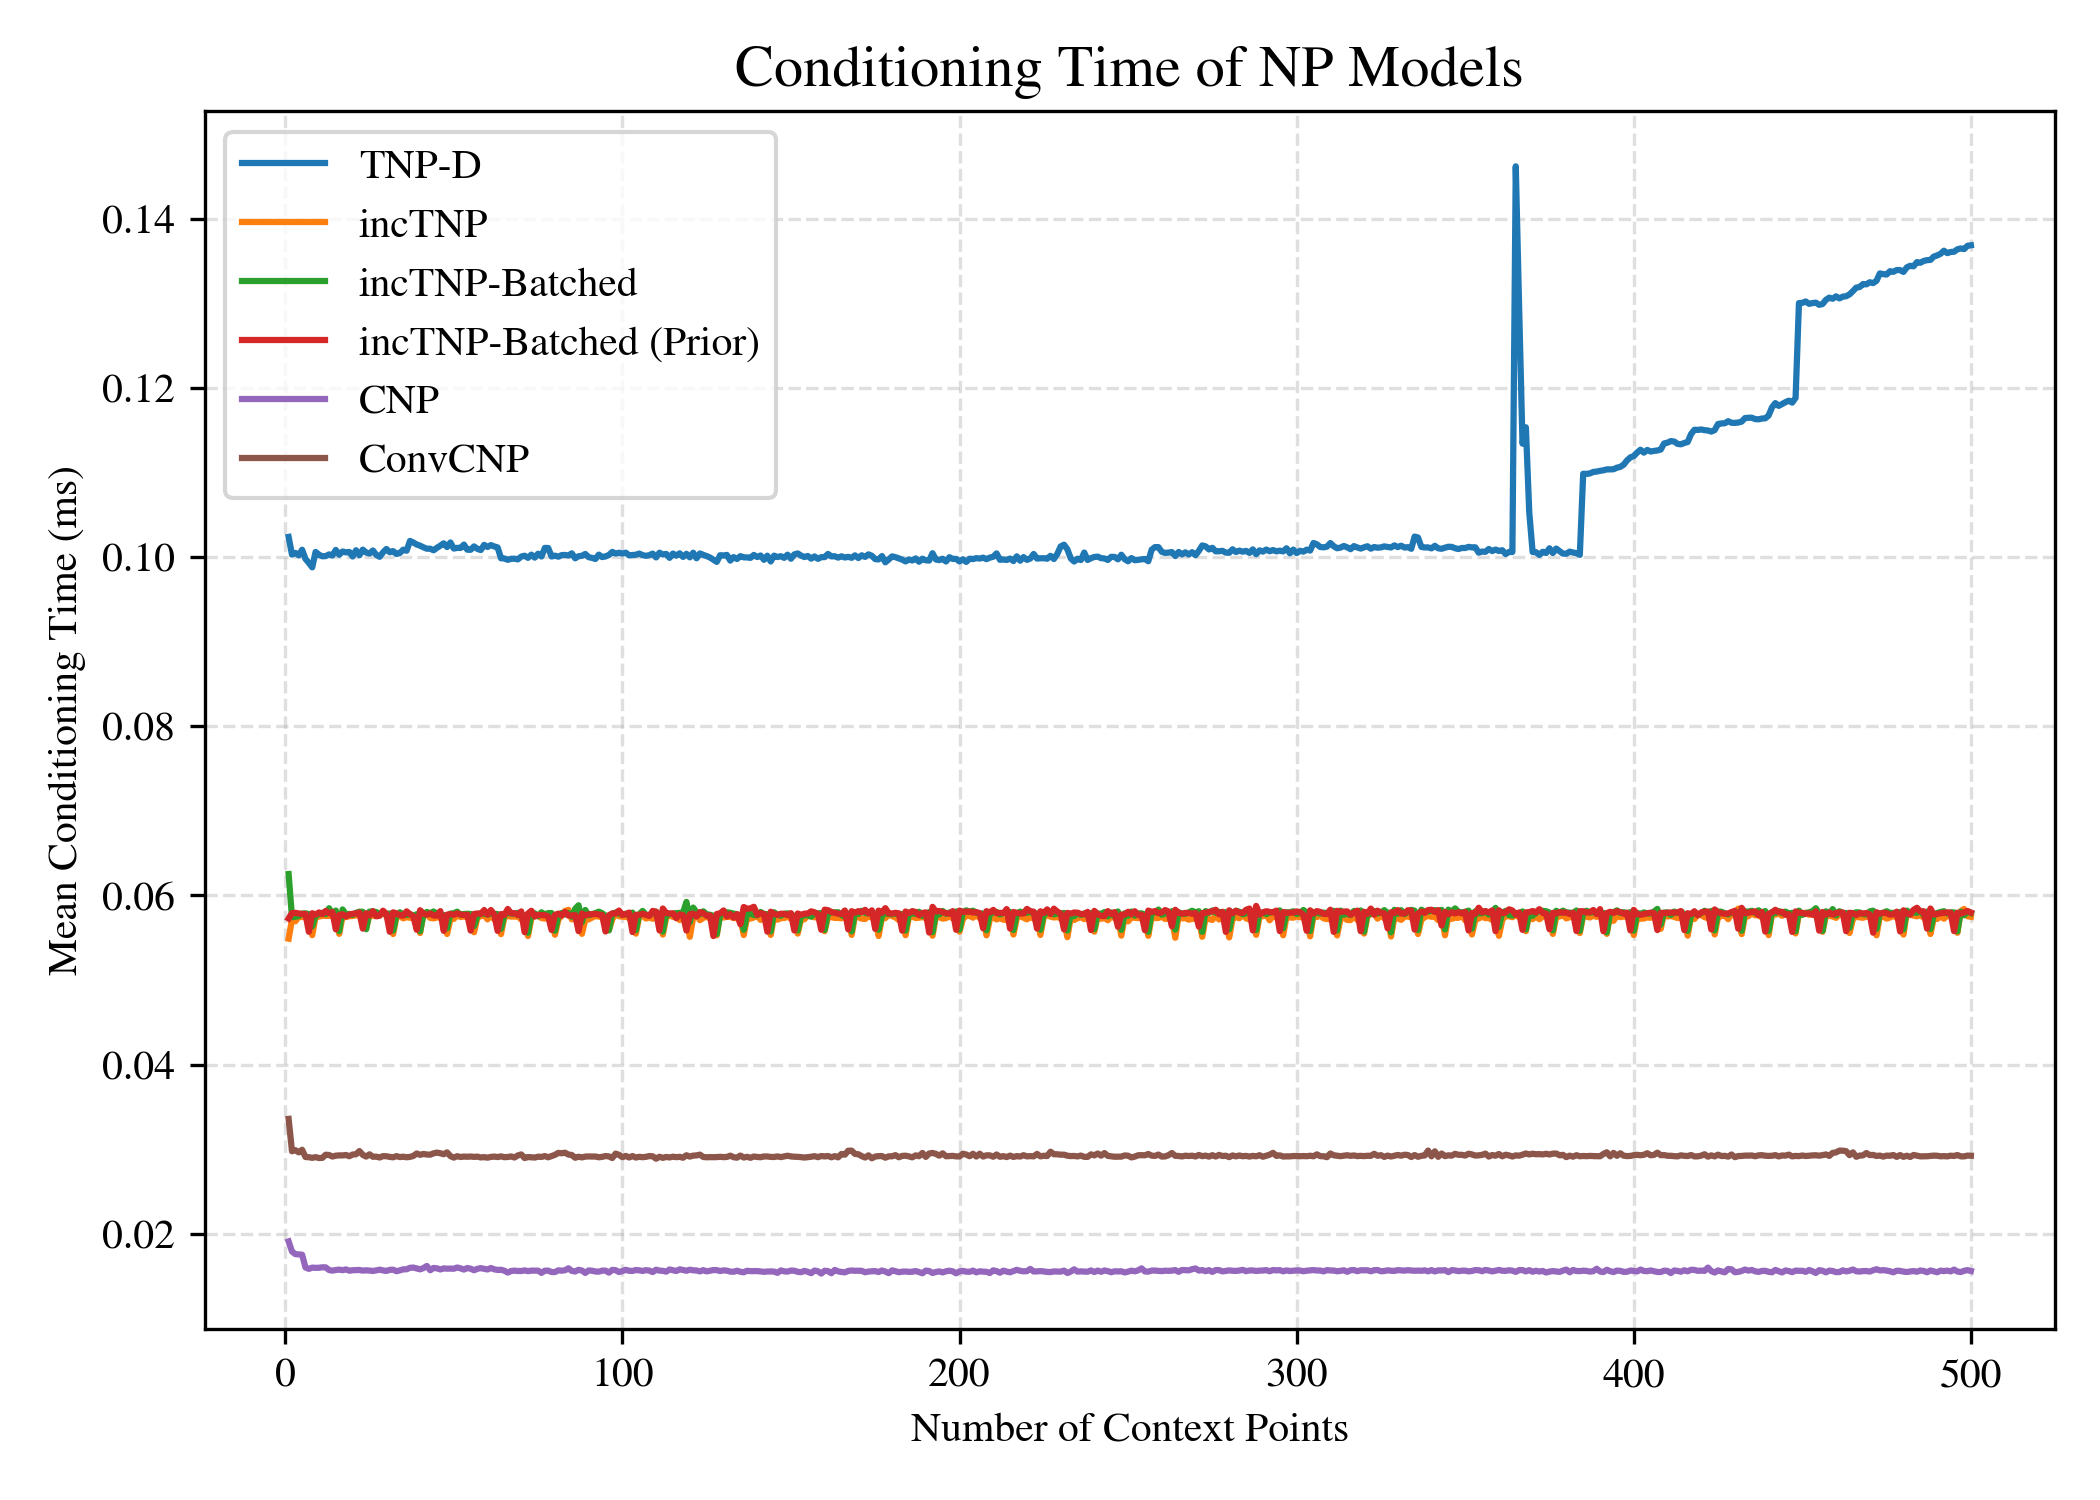 Conditioning Time of NP Models
TNP-D
incTNP
incTNP-Batched
incTNP-Batched (Prior)
CNP
ConvCNP
Mean Conditioning Time (ms)
0.14
0.12
0.10
0.08
0.06
0.04
0.02
0 100 200 300 400 500
Number of Context Points